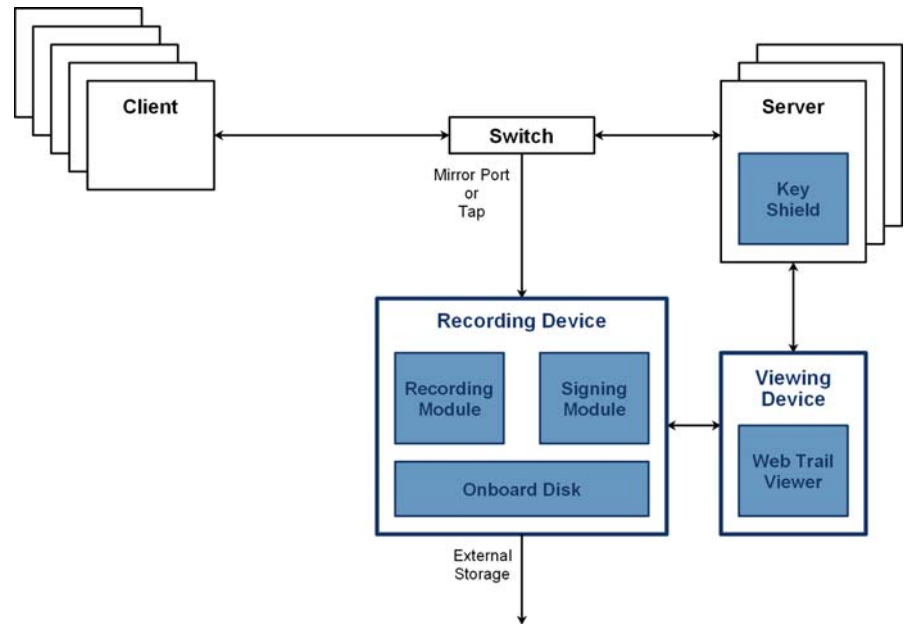 Client
Switch
Server
Key
Shield
Mirror Port
or
Tap
Recording Device
Recording
Module
Signing
Module
Onboard Disk
Viewing
Device
Web Trail
Viewer
External
Storage